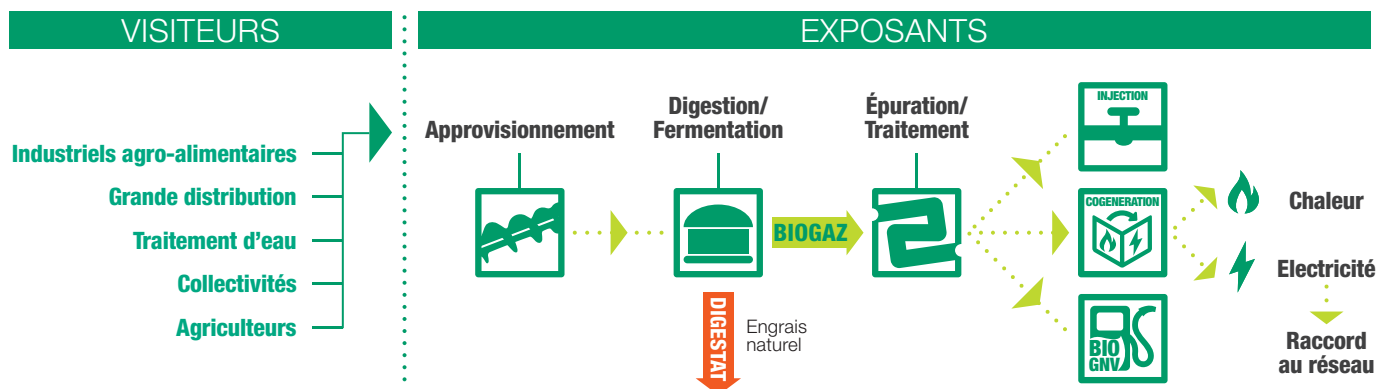 VISITEURS
EXPOSANTS
Industriels agro-alimentaires
Grande distribution
Traitement d'eau
Collectivités
Agriculteurs
Approvisionnement
Digestion/
Fermentation
Épuration/
Traitement
BIOGAZ
DIGESTAT
Engrais
naturel
INJECTION
COGENERATION
BIO
GNV
Chaleur
Electricité
Raccord
au réseau